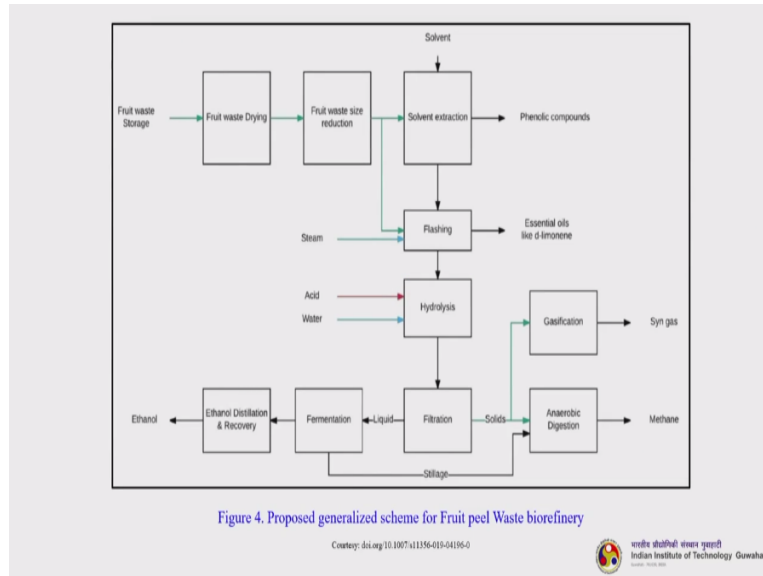 Solvent
Fruit waste
Storage
Fruit waste Drying
Fruit waste size
reduction
Solvent extraction
Phenolic compounds
Steam
Flashing
Essential oils
like d-limonene
Acid
Water
Hydrolysis
Gasification
Syn gas
Ethanol
Ethanol Distillation
& Recovery
Fermentation
Liquid
Filtration
Solids
Anaerobic
Digestion
Methane
Stillage
Figure 4. Proposed generalized scheme for Fruit peel Waste biorefinery
Courtesy: doi.org/10.1007/s11356-019-04196-0
भारतीय प्रौद्योगिकी संस्थान गुवाहाटी
Indian Institute of Technology Guwaha